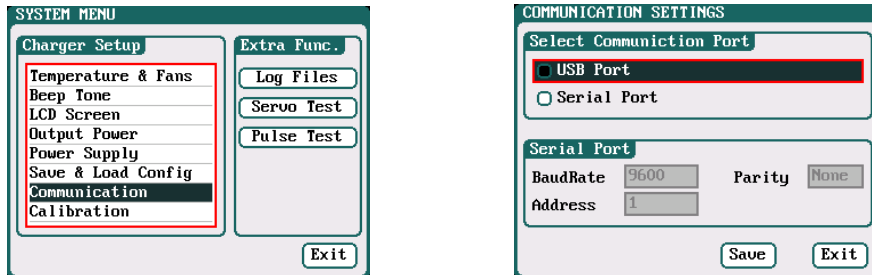 SYSTEM MENU
Charger Setup
Temperature & Fans
Beep Tone
LCD Screen
Output Power
Power Supply
Save & Load Config
Communication
Calibration
Extra Func.
Log Files
Servo Test
Pulse Test
Exit
COMMUNICATION SETTINGS
Select Communiction Port
USB Port
Serial Port
Serial Port
BaudRate 9600 Parity None
Address 1
Save Exit